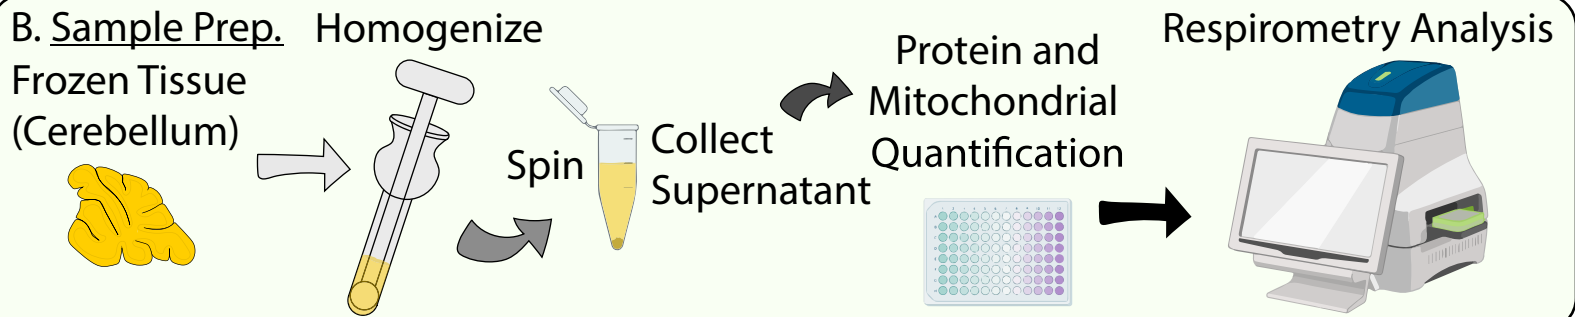 B. Sample Prep.
Frozen Tissue
(Cerebellum)
Homogenize
Spin
Collect
Supernatant
Protein and
Mitochondrial
Quantification
Respirometry Analysis